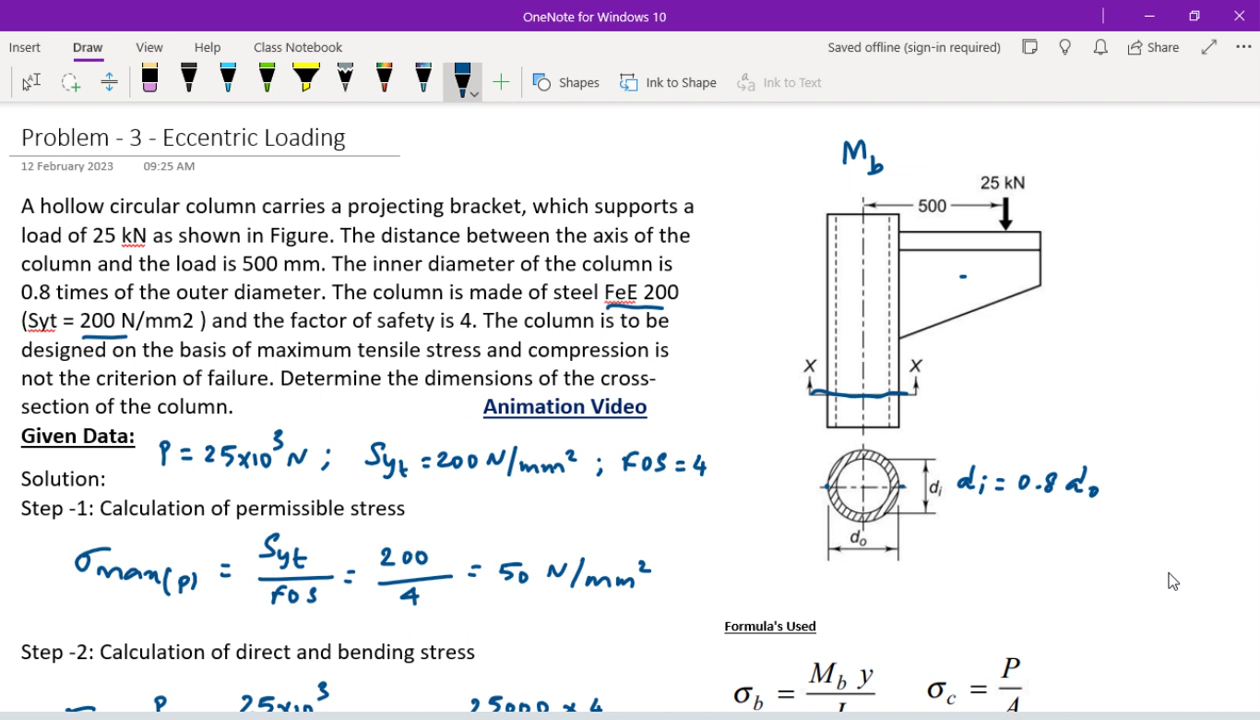 OneNote for Windows 10
Insert Draw View Help Class Notebook Saved offline (sign-in required) Share
Shapes Ink to Shape Ink to Text
Problem - 3 - Eccentric Loading
12 February 2023 09:25 AM
A hollow circular column carries a projecting bracket, which supports a
load of 25 kN as shown in Figure. The distance between the axis of the
column and the load is 500 mm. The inner diameter of the column is
0.8 times of the outer diameter. The column is made of steel FeE 200
(Syt = 200 N/mm2 ) and the factor of safety is 4. The column is to be
designed on the basis of maximum tensile stress and compression is
not the criterion of failure. Determine the dimensions of the cross-
section of the column. Animation Video
Given Data: P = 25x10³ N ; Syt = 200 N/mm² ; FOS = 4
Solution:
Step -1: Calculation of permissible stress
σmax(p) = Syt/FOS = 200/4 = 50 N/mm²
Step -2: Calculation of direct and bending stress
P 25x10³ 25000 x 4
Mb
25 kN
500
X X
di di = 0.8 do
do
Formula's Used
σb = Mb y/I σc = P/A